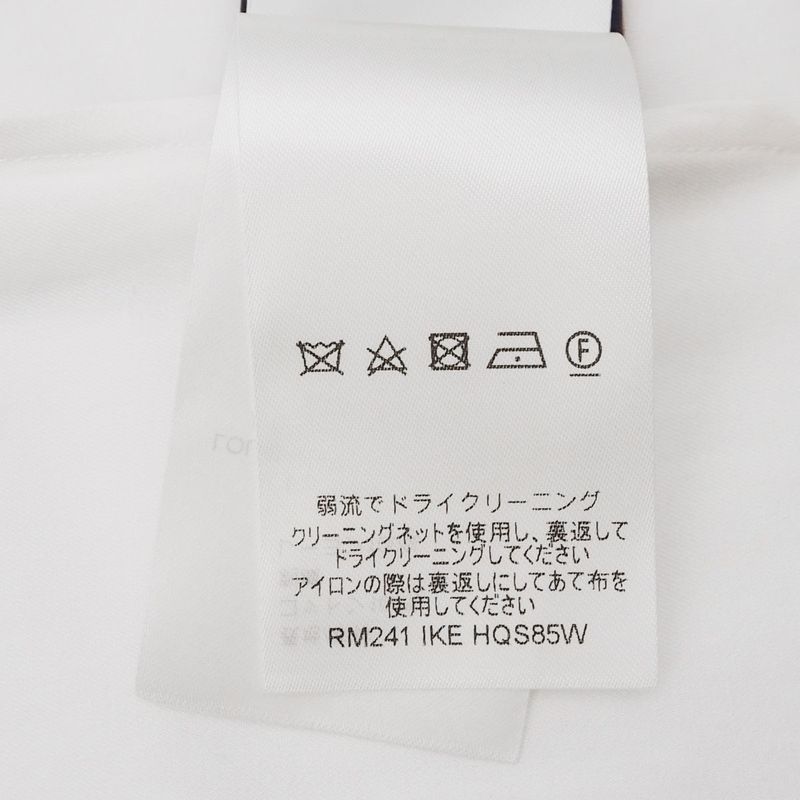 F
弱流でドライクリーニング
クリーニングネットを使用し、裏返して
ドライクリーニングしてください
アイロンの際は裏返しにしてあて布を
使用してください
RM241 IKE HQS85W